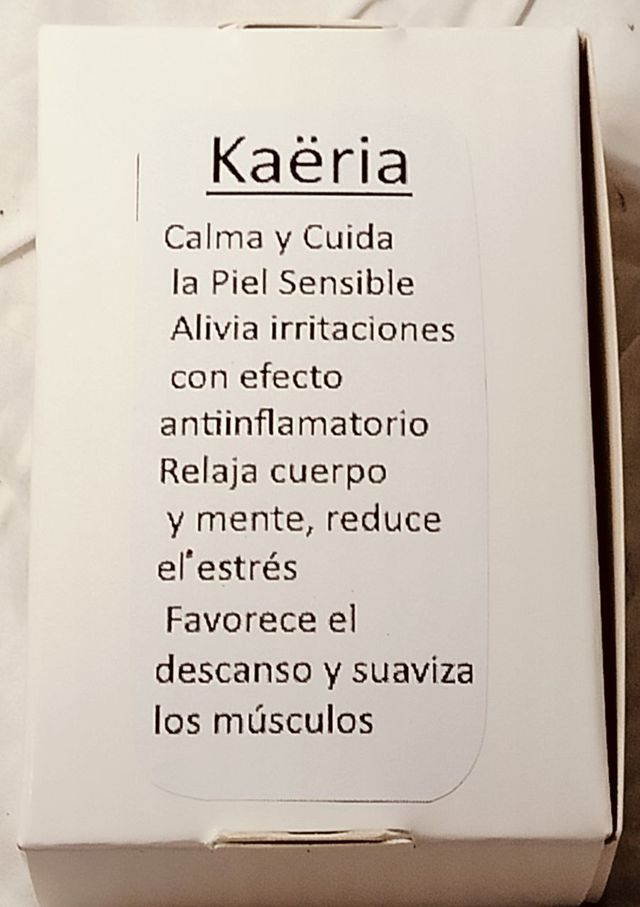 Kaëria
Calma y Cuida
la Piel Sensible
Alivia irritaciones
con efecto
antiinflamatorio
Relaja cuerpo
y mente, reduce
el estrés
Favorece el
descanso y suaviza
los músculos